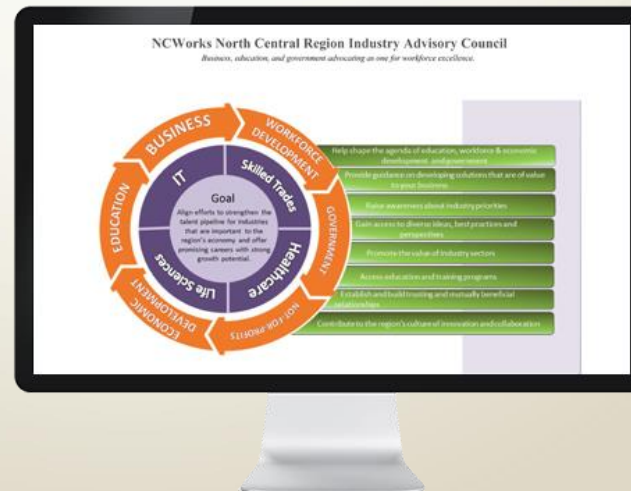 NCWorks North Central Region Industry Advisory Council
Business, education, and government advocating as one for workforce excellence.
BUSINESS
WORKFORCE
DEVELOPMENT
GOVERNMENT
NOT-FOR-PROFITS
ECONOMIC
DEVELOPMENT
EDUCATION
IT
Skilled Trades
Healthcare
Life Sciences
Goal
Align efforts to strengthen the
talent pipeline for industries
that are important to the
region's economy and offer
promising careers with strong
growth potential.
Help shape the agenda of education, workforce & economic
development and government
Provide guidance on developing solutions that are of value
to your business
Raise awareness about industry priorities
Gain access to diverse ideas, best practices and
perspectives
Promote the value of industry sectors
Access education and training programs
Establish and build trusting and mutually beneficial
relationships
Contribute to the region's culture of innovation and collaboration